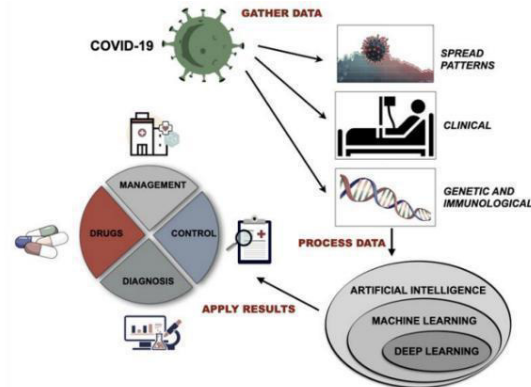 GATHER DATA
COVID-19
SPREAD
PATTERNS
CLINICAL
GENETIC AND
IMMUNOLOGICAL
PROCESS DATA
ARTIFICIAL INTELLIGENCE
MACHINE LEARNING
DEEP LEARNING
APPLY RESULTS
MANAGEMENT
DRUGS
CONTROL
DIAGNOSIS